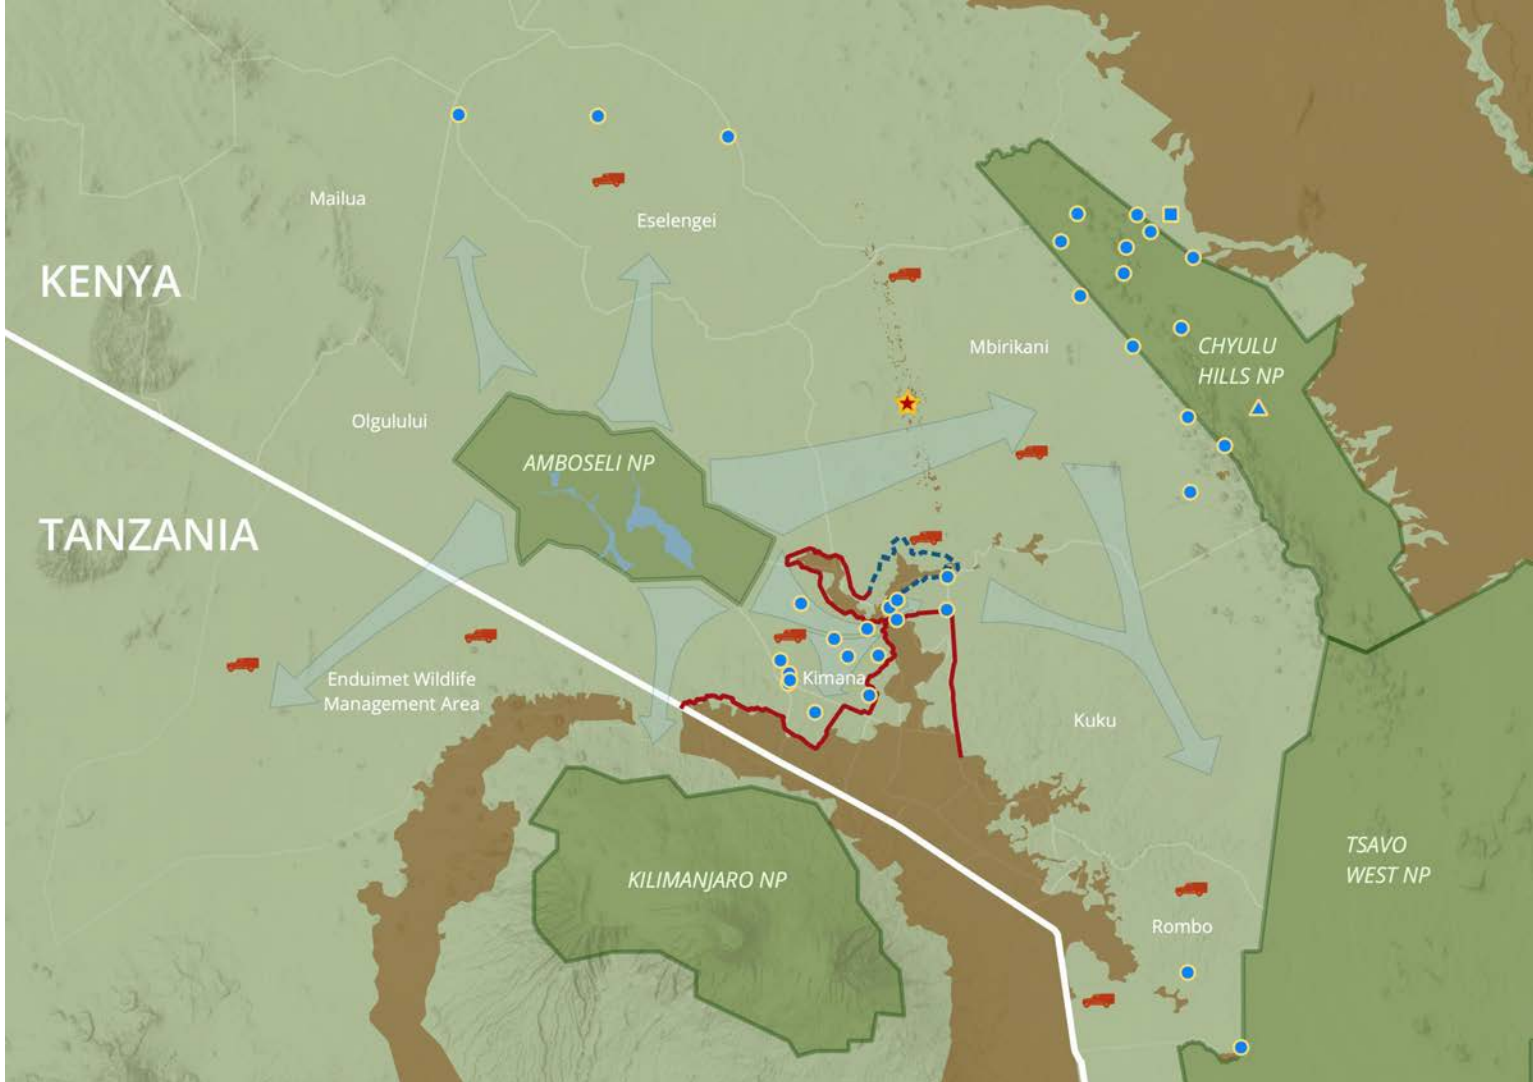 Mailua
Eselengei
KENYA
Mbirikani
CHYULU
HILLS NP
Olgulului
AMBOSELI NP
TANZANIA
Enduimet Wildlife
Management Area
Kimana
Kuku
TSAVO
WEST NP
KILIMANJARO NP
Rombo